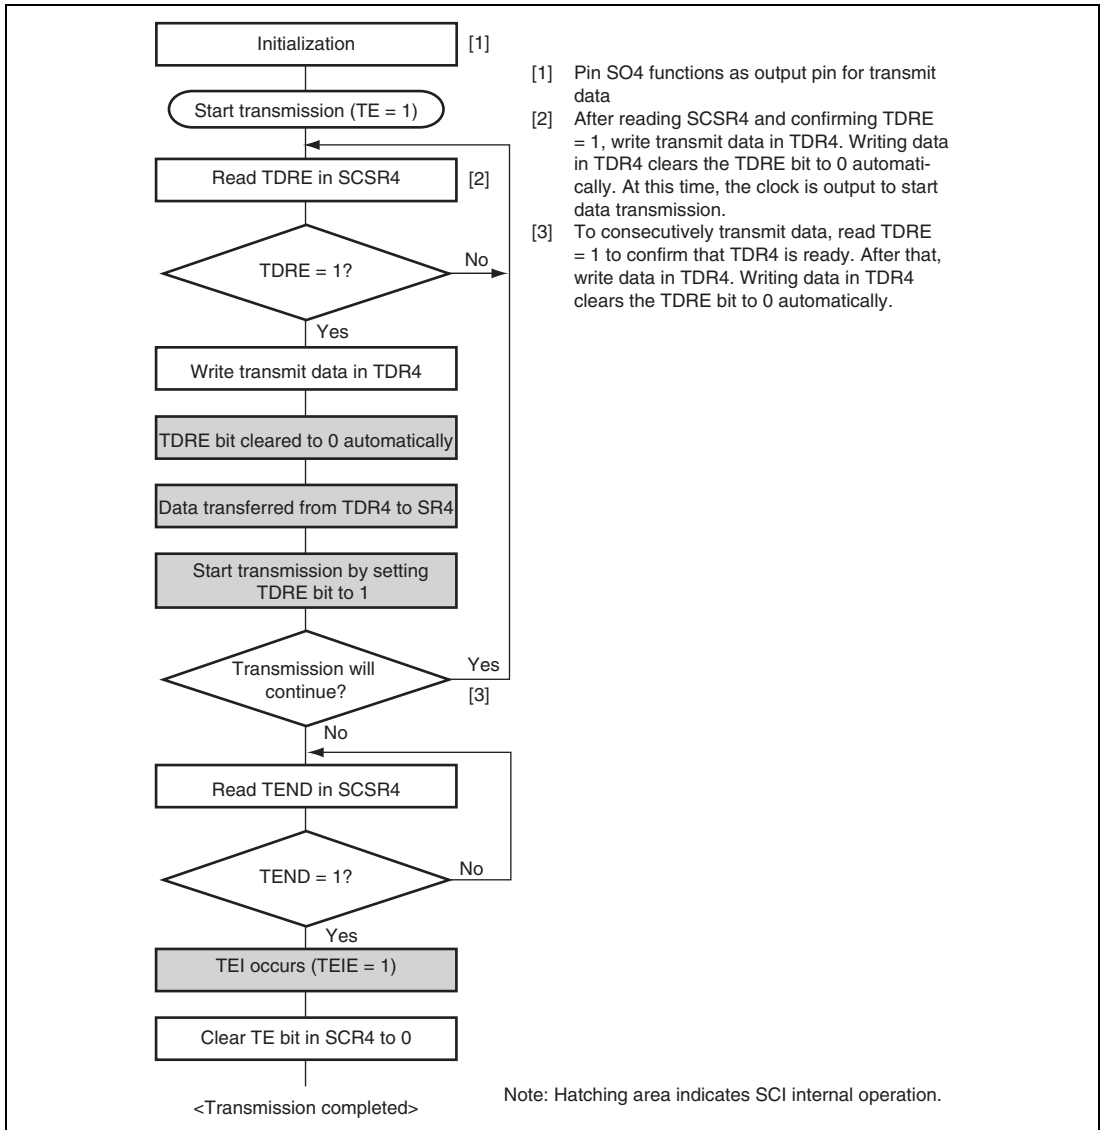 Initialization
[1]
Start transmission (TE = 1)
Read TDRE in SCSR4
[2]
TDRE = 1?
No
Yes
Write transmit data in TDR4
TDRE bit cleared to 0 automatically
Data transferred from TDR4 to SR4
Start transmission by setting
TDRE bit to 1
Transmission will
continue?
Yes
[3]
No
Read TEND in SCSR4
TEND = 1?
No
Yes
TEI occurs (TEIE = 1)
Clear TE bit in SCR4 to 0
<Transmission completed>
[1] Pin SO4 functions as output pin for transmit
data
[2] After reading SCSR4 and confirming TDRE
= 1, write transmit data in TDR4. Writing data
in TDR4 clears the TDRE bit to 0 automati-
cally. At this time, the clock is output to start
data transmission.
[3] To consecutively transmit data, read TDRE
= 1 to confirm that TDR4 is ready. After that,
write data in TDR4. Writing data in TDR4
clears the TDRE bit to 0 automatically.
Note: Hatching area indicates SCI internal operation.